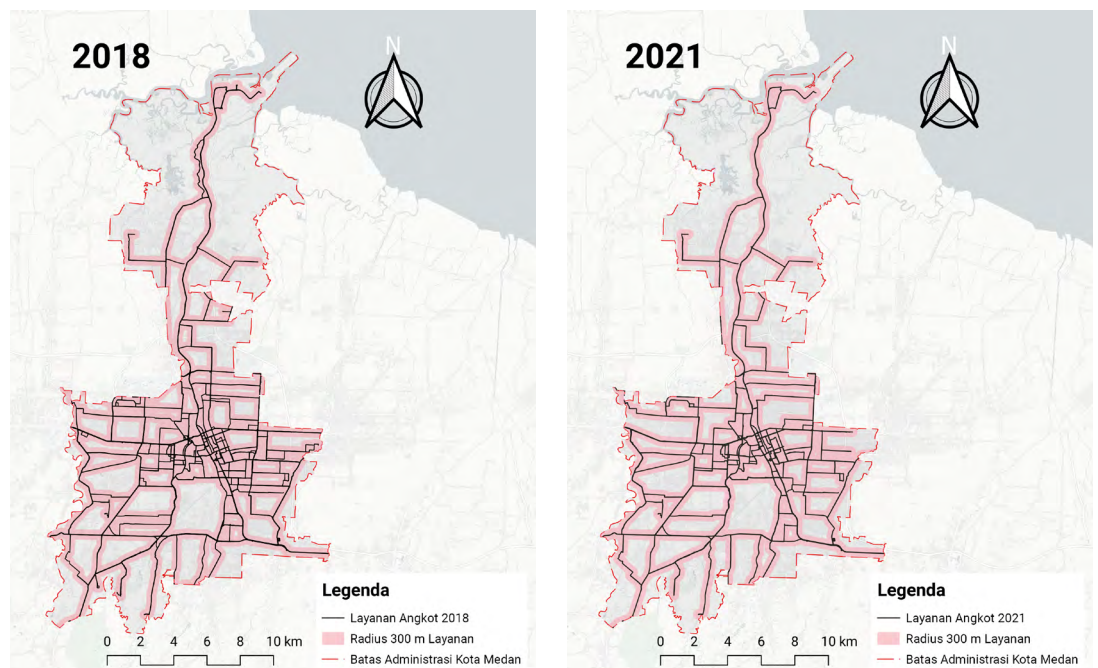 2018
N
Legenda
Layanan Angkot 2018
Radius 300 m Layanan
Batas Administrasi Kota Medan
0 2 4 6 8 10 km
2021
N
Legenda
Layanan Angkot 2021
Radius 300 m Layanan
Batas Administrasi Kota Medan
0 2 4 6 8 10 km